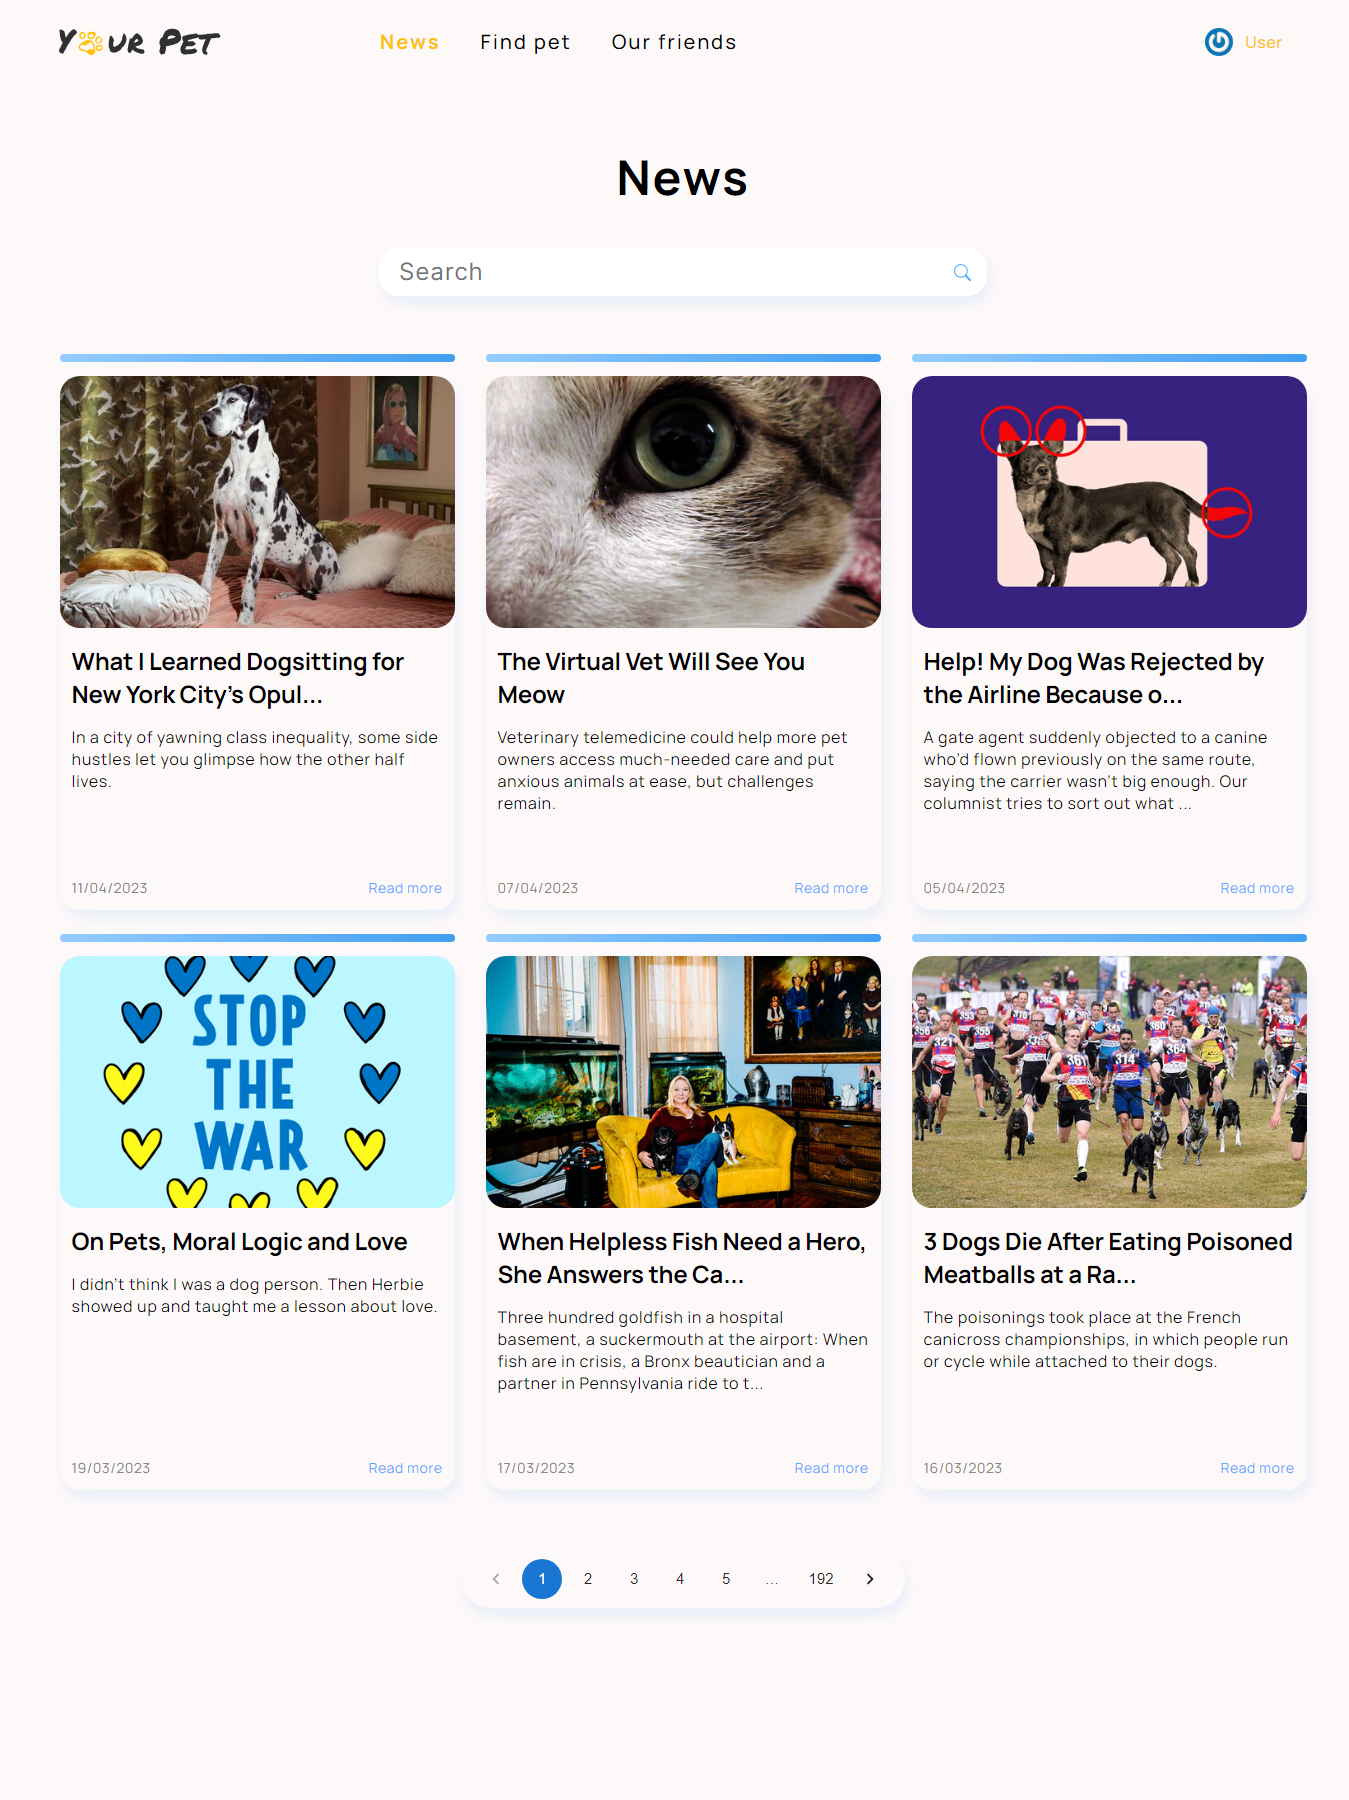 Your Pet
News
Find pet
Our friends
User
News
Search
What I Learned Dogsitting for
New York City’s Opul...
In a city of yawning class inequality, some side
hustles let you glimpse how the other half
lives.
11/04/2023
Read more
The Virtual Vet Will See You
Meow
Veterinary telemedicine could help more pet
owners access much-needed care and put
anxious animals at ease, but challenges
remain.
07/04/2023
Read more
Help! My Dog Was Rejected by
the Airline Because o...
A gate agent suddenly objected to a canine
who’d flown previously on the same route,
saying the carrier wasn’t big enough. Our
columnist tries to sort out what ...
05/04/2023
Read more
STOP
THE
WAR
On Pets, Moral Logic and Love
I didn’t think I was a dog person. Then Herbie
showed up and taught me a lesson about love.
19/03/2023
Read more
When Helpless Fish Need a Hero,
She Answers the Ca...
Three hundred goldfish in a hospital
basement, a suckermouth at the airport: When
fish are in crisis, a Bronx beautician and a
partner in Pennsylvania ride to t...
17/03/2023
Read more
321
361
314
364
360
355
3 Dogs Die After Eating Poisoned
Meatballs at a Ra...
The poisonings took place at the French
canicross championships, in which people run
or cycle while attached to their dogs.
16/03/2023
Read more
1 2 3 4 5 ... 192